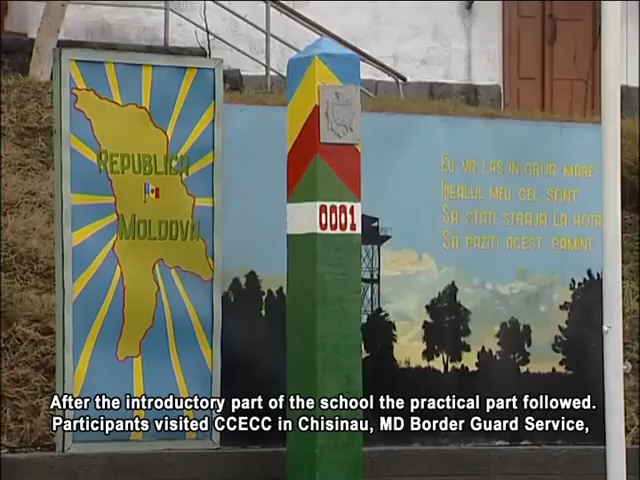 REPUBLICA
MOLDOVA
0001
EU VA LAS IN GRIJA MARE
IDEALUL MEU CEL SFINT
SA STATI STRAJA LA HOTA
SA PAZITI ACEST PAMINT
After the introductory part of the school the practical part followed.
Participants visited CCECC in Chisinau, MD Border Guard Service,